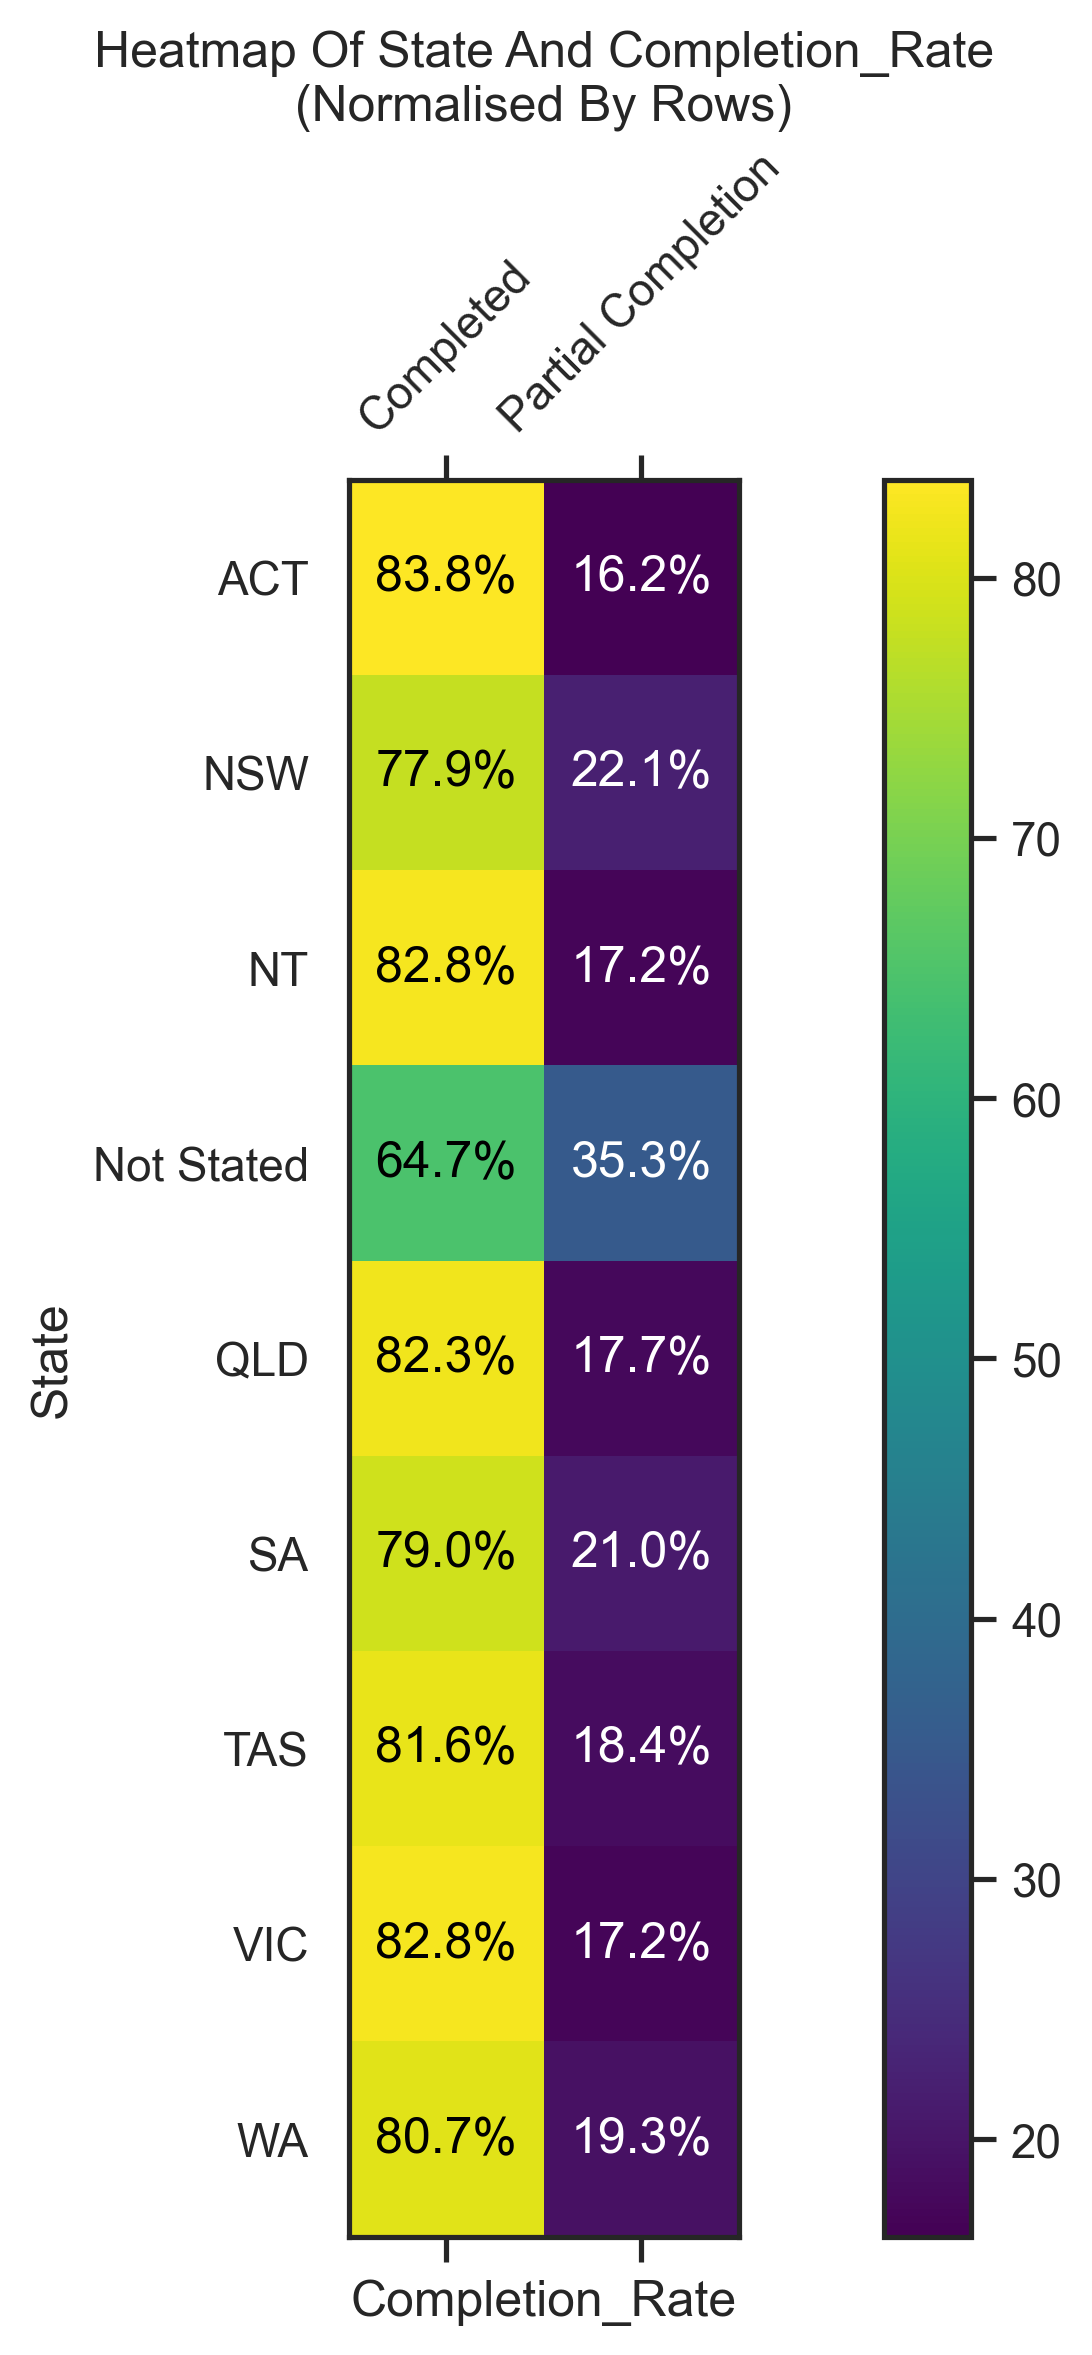 Heatmap Of State And Completion_Rate
(Normalised By Rows)
Completed
Partial Completion
ACT 83.8% 16.2%
NSW 77.9% 22.1%
NT 82.8% 17.2%
Not Stated 64.7% 35.3%
QLD 82.3% 17.7%
SA 79.0% 21.0%
TAS 81.6% 18.4%
VIC 82.8% 17.2%
WA 80.7% 19.3%
State
Completion_Rate
80
70
60
50
40
30
20